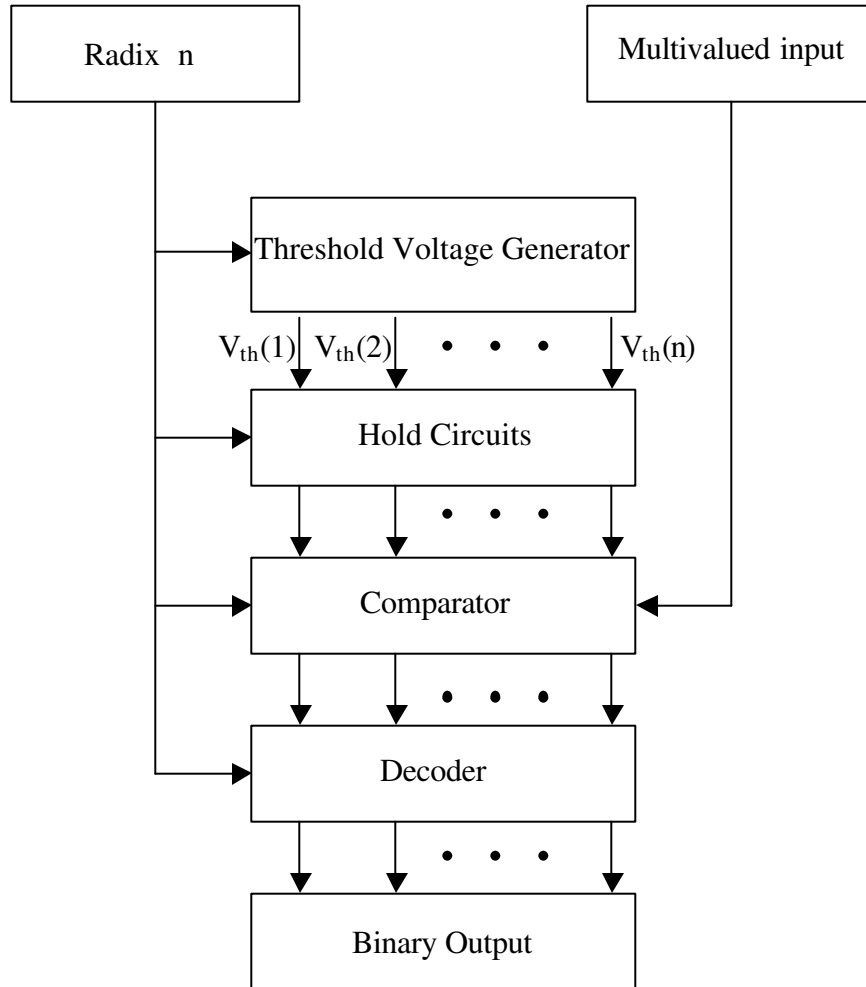 Radix n
Multivalued input
Threshold Voltage Generator
Vth(1) Vth(2) • • • Vth(n)
Hold Circuits
• • •
Comparator
• • •
Decoder
• • •
Binary Output